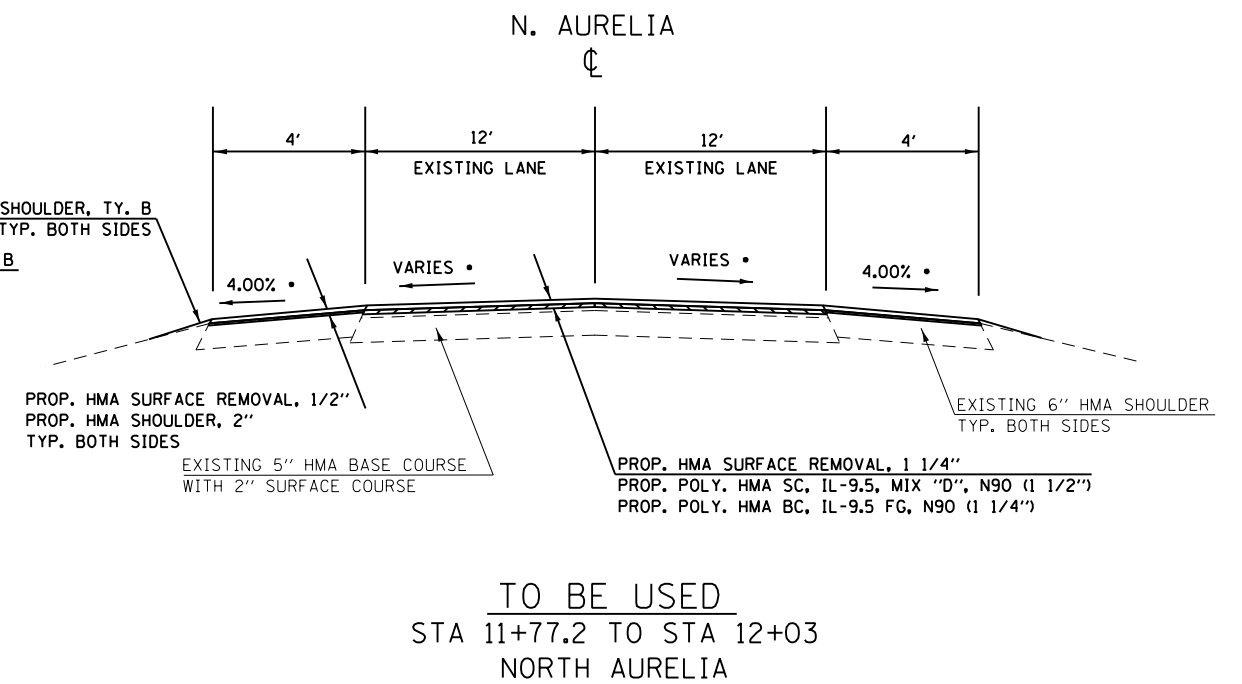 N. AURELIA
℄
4' 12' 12' 4'
EXISTING LANE EXISTING LANE
SHOULDER, TY. B
TYP. BOTH SIDES
B
4.00% •
VARIES •
VARIES •
4.00% •
PROP. HMA SURFACE REMOVAL, 1/2"
PROP. HMA SHOULDER, 2"
TYP. BOTH SIDES
EXISTING 5" HMA BASE COURSE
WITH 2" SURFACE COURSE
EXISTING 6" HMA SHOULDER
TYP. BOTH SIDES
PROP. HMA SURFACE REMOVAL, 1 1/4"
PROP. POLY. HMA SC, IL-9.5, MIX "D", N90 (1 1/2")
PROP. POLY. HMA BC, IL-9.5 FG, N90 (1 1/4")
TO BE USED
STA 11+77.2 TO STA 12+03
NORTH AURELIA